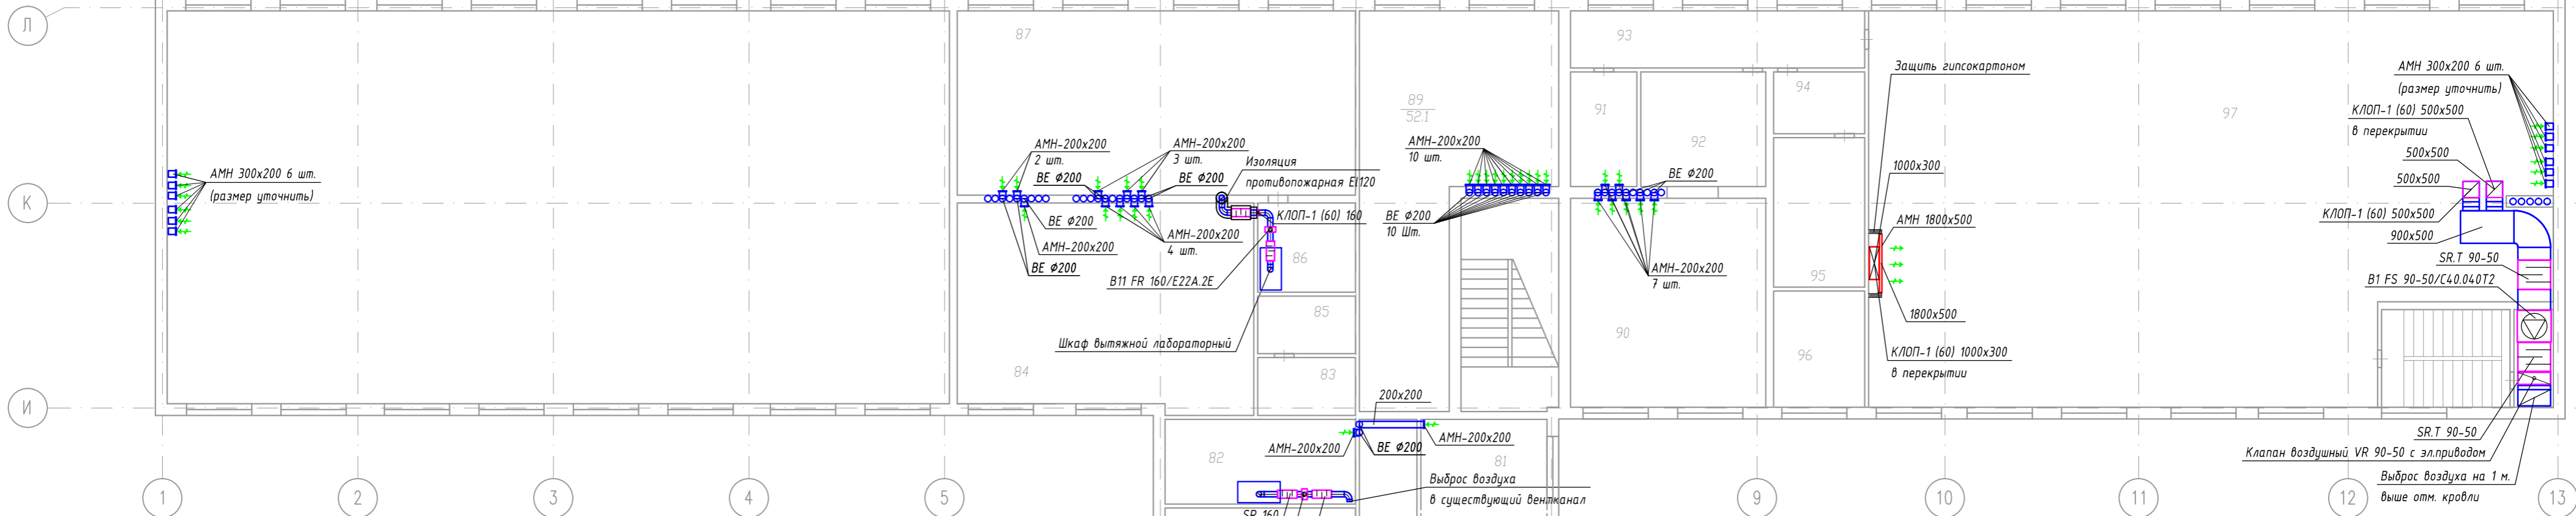 Л
87
93
89
52.1
91
92
94
97
Защить гипсокартоном
АМН 300х200 6 шт.
(размер уточнить)
КЛОП-1 (60) 500х500
в перекрытии
500х500
500х500
КЛОП-1 (60) 500х500
900х500
SR.T 90-50
В1 FS 90-50/C40.040T2
АМН-200х200
2 шт.
АМН-200х200
3 шт.
ВЕ Ф200
ВЕ Ф200
Изоляция
противопожарная EI120
АМН-200х200
10 шт.
ВЕ Ф200
1000х300
АМН 300х200 6 шт.
(размер уточнить)
К
ВЕ Ф200
АМН-200х200
ВЕ Ф200
АМН-200х200
4 шт.
КЛОП-1 (60) 160
ВЕ Ф200
10 Шт.
АМН 1800х500
В11 FR 160/E22A.2E
86
АМН-200х200
7 шт.
95
1800х500
85
90
96
КЛОП-1 (60) 1000х300
в перекрытии
Шкаф вытяжной лабораторный
84
83
И
200х200
АМН-200х200
АМН-200х200
ВЕ Ф200
82
81
SR.T 90-50
Клапан воздушный VR 90-50 с эл.приводом
Выброс воздуха на 1 м.
выше отм. кровли
Выброс воздуха
в существующий вентканал
SR 160
1
2
3
4
5
9
10
11
12
13